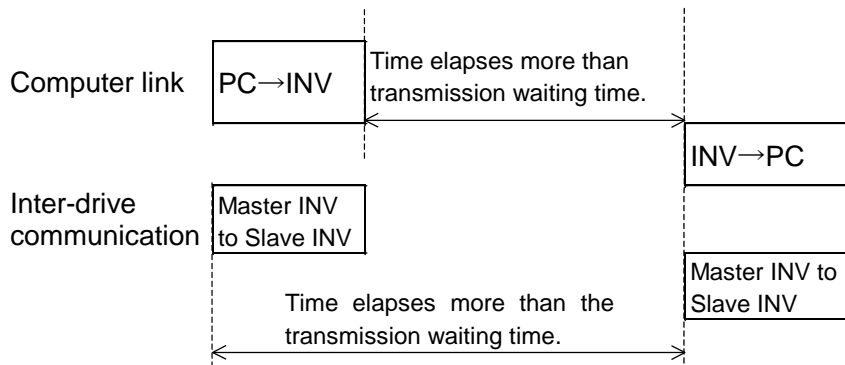 Computer link
PC→INV
Time elapses more than
transmission waiting time.
INV→PC
Inter-drive
communication
Master INV
to Slave INV
Master INV to
Slave INV
Time elapses more than the
transmission waiting time.